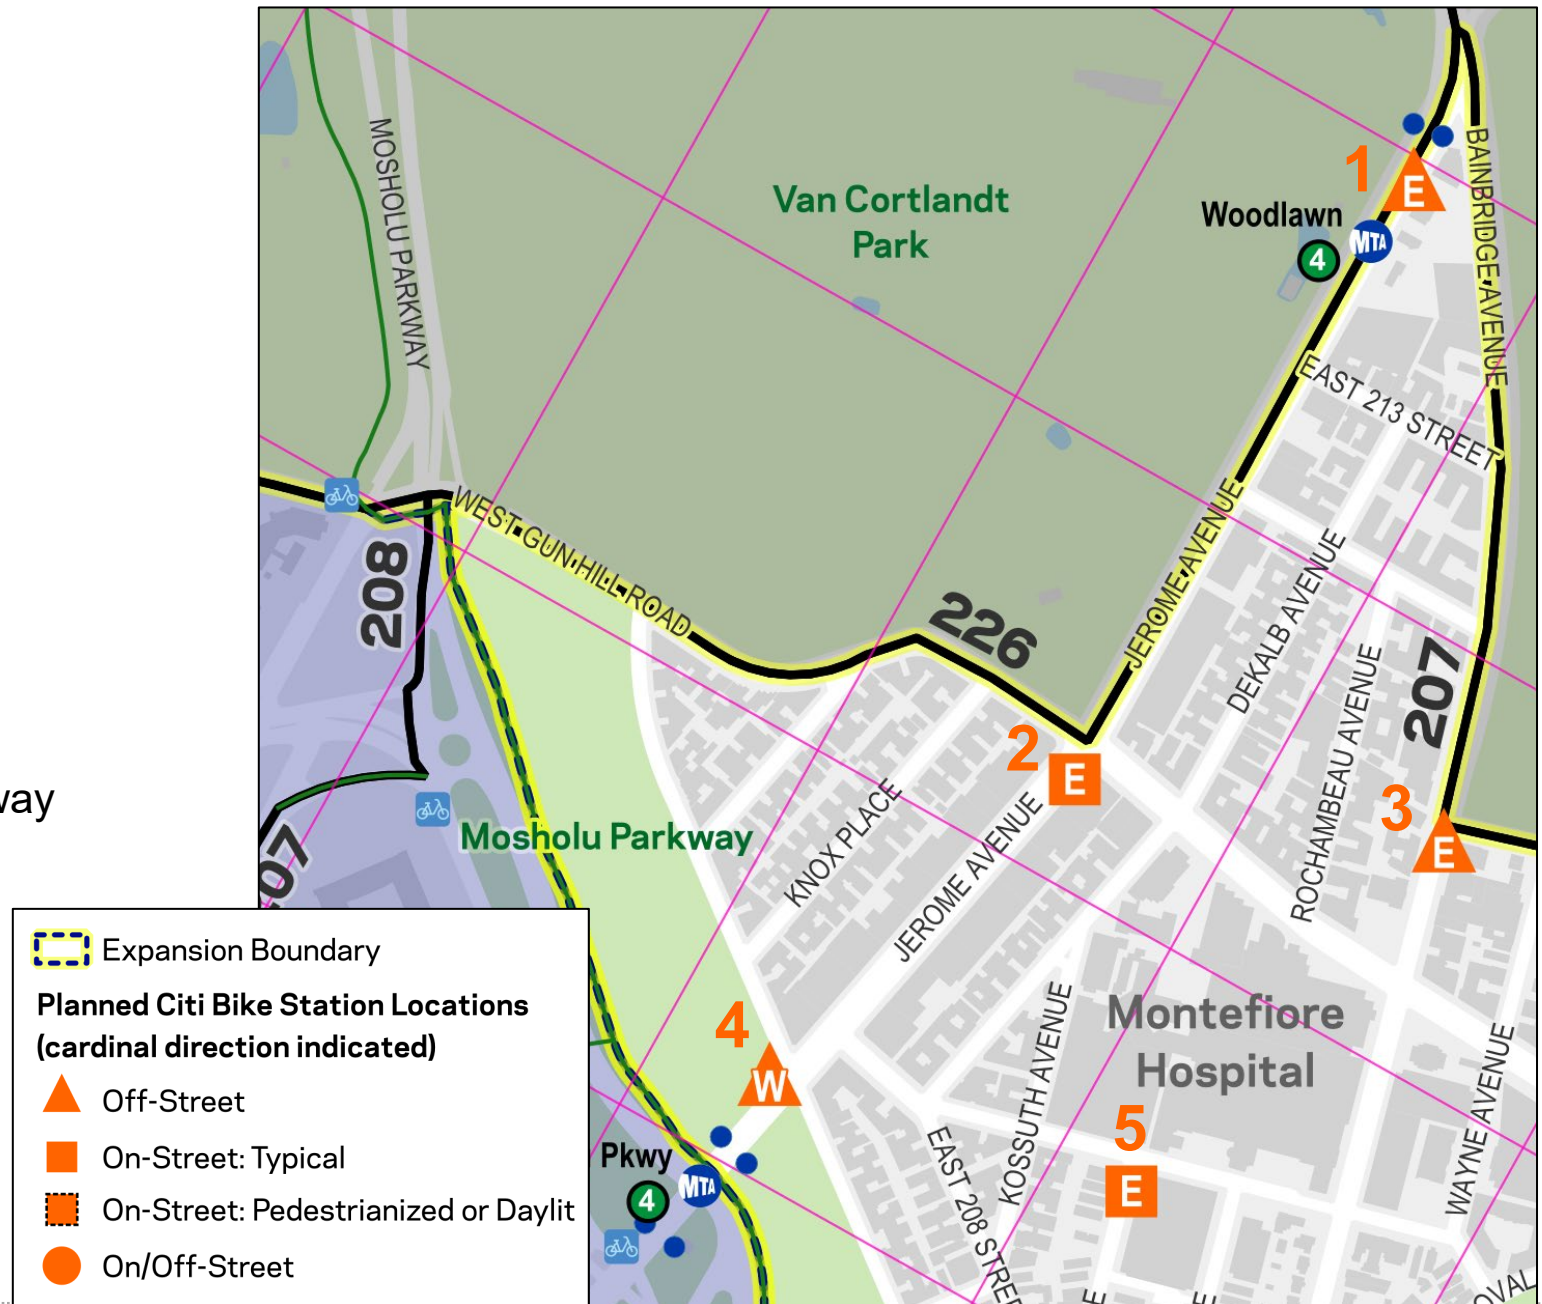 MOSHOLU PARKWAY
Van Cortlandt
Park
1
E
Woodlawn
MTA
4
BAINBRIDGE AVENUE
EAST 213 STREET
WEST GUN HILL ROAD
208
226
JEROME AVENUE
DEKALB AVENUE
ROCHAMBEAU AVENUE
207
2
E
3
E
way
Mosholu Parkway
KNOX PLACE
JEROME AVENUE
07
Expansion Boundary
Planned Citi Bike Station Locations
(cardinal direction indicated)
Off-Street
On-Street: Typical
On-Street: Pedestrianized or Daylit
On/Off-Street
4
W
Pkwy
MTA
4
Montefiore
Hospital
KOSSUTH AVENUE
EAST 208 STREE
5
E
WAYNE AVENUE
E
E
OVAL